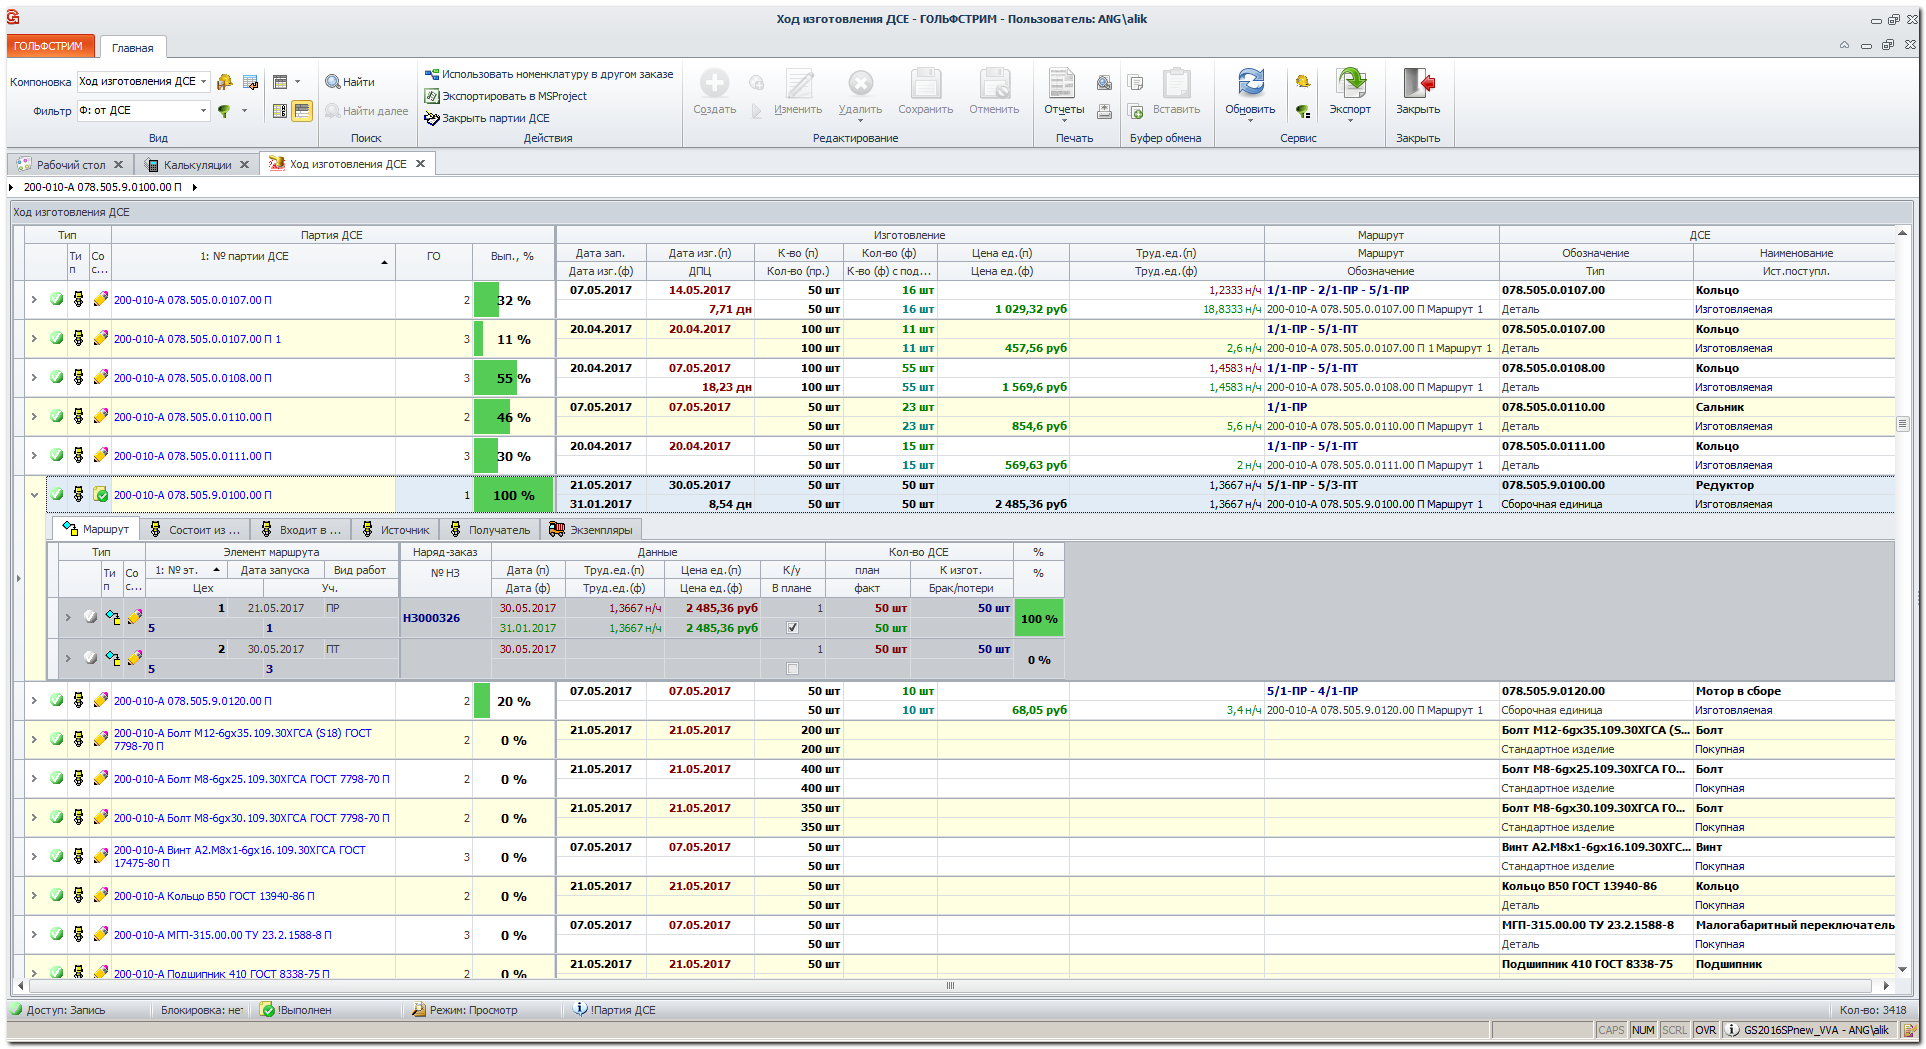 Ход изготовления ДСЕ - ГОЛЬФСТРИМ - Пользователь: ANG\alik
ГОЛЬФСТРИМ Главная
Компоновка Ход изготовления ДСЕ
Фильтр Ф: от ДСЕ
Вид
Найти
Найти далее
Поиск
Использовать номенклатуру в другом заказе
Экспортировать в MSProject
Закрыть партии ДСЕ
Действия
Создать Изменить Удалить Сохранить Отменить
Редактирование
Отчеты
Печать
Вставить
Буфер обмена
Обновить Экспорт
Сервис
Закрыть
Закрыть
Рабочий стол Калькуляции Ход изготовления ДСЕ
200-010-А 078.505.9.0100.00 П
Ход изготовления ДСЕ
Тип Партия ДСЕ Изготовление Маршрут ДСЕ
Тип Сос... 1: № партии ДСЕ ГО Вып., % Дата зап. Дата изг.(п) К-во (п) Кол-во (ф) Цена ед.(п) Труд.ед.(п) Маршрут Обозначение Наименование
Дата изг.(ф) ДПЦ Кол-во (пр.) К-во (ф) с под... Цена ед.(ф) Труд.ед.(ф) Обозначение Тип Ист.поступл.
200-010-А 078.505.0.0107.00 П 2 32 % 07.05.2017 14.05.2017 50 шт 16 шт 1,2333 н/ч 1/1-ПР - 2/1-ПР - 5/1-ПР 078.505.0.0107.00 Кольцо
7,71 дн 50 шт 16 шт 1 029,32 руб 18,8333 н/ч 200-010-А 078.505.0.0107.00 П Маршрут 1 Деталь Изготовляемая
200-010-А 078.505.0.0107.00 П 1 3 11 % 20.04.2017 20.04.2017 100 шт 11 шт 1/1-ПР - 5/1-ПТ 078.505.0.0107.00 Кольцо
100 шт 11 шт 457,56 руб 2,6 н/ч 200-010-А 078.505.0.0107.00 П 1 Маршрут 1 Деталь Изготовляемая
200-010-А 078.505.0.0108.00 П 3 55 % 20.04.2017 07.05.2017 100 шт 55 шт 1,4583 н/ч 1/1-ПР - 5/1-ПТ 078.505.0.0108.00 Кольцо
18,23 дн 100 шт 55 шт 1 569,6 руб 1,4583 н/ч 200-010-А 078.505.0.0108.00 П Маршрут 1 Деталь Изготовляемая
200-010-А 078.505.0.0110.00 П 2 46 % 07.05.2017 07.05.2017 50 шт 23 шт 1/1-ПР 078.505.0.0110.00 Сальник
50 шт 23 шт 854,6 руб 5,6 н/ч 200-010-А 078.505.0.0110.00 П Маршрут 1 Деталь Изготовляемая
200-010-А 078.505.0.0111.00 П 3 30 % 20.04.2017 20.04.2017 50 шт 15 шт 1/1-ПР - 5/1-ПТ 078.505.0.0111.00 Кольцо
50 шт 15 шт 569,63 руб 2 н/ч 200-010-А 078.505.0.0111.00 П Маршрут 1 Деталь Изготовляемая
200-010-А 078.505.9.0100.00 П 1 100 % 21.05.2017 30.05.2017 50 шт 50 шт 1,3667 н/ч 5/1-ПР - 5/3-ПТ 078.505.9.0100.00 Редуктор
31.01.2017 8,54 дн 50 шт 50 шт 2 485,36 руб 1,3667 н/ч 200-010-А 078.505.9.0100.00 П Маршрут 1 Сборочная единица Изготовляемая
Маршрут Состоит из ... Входит в ... Источник Получатель Экземпляры
Тип Элемент маршрута Наряд-заказ Данные Кол-во ДСЕ %
Тип Сос... 1: № эт. Дата запуска Вид работ № НЗ Дата (п) Труд.ед.(п) Цена ед.(п) К/у план К изгот. %
Цех Уч. Дата (ф) Труд.ед.(ф) Цена ед.(ф) В плане факт Брак/потери
1 21.05.2017 ПР НЗ000326 30.05.2017 1,3667 н/ч 2 485,36 руб 1 50 шт 50 шт 100 %
5 1 31.01.2017 1,3667 н/ч 2 485,36 руб 50 шт
2 30.05.2017 ПТ 30.05.2017 1 50 шт 50 шт 0 %
5 3
200-010-А 078.505.9.0120.00 П 2 20 % 07.05.2017 07.05.2017 50 шт 10 шт 5/1-ПР - 4/1-ПР 078.505.9.0120.00 Мотор в сборе
50 шт 10 шт 68,05 руб 3,4 н/ч 200-010-А 078.505.9.0120.00 П Маршрут 1 Сборочная единица Изготовляемая
200-010-А Болт М12-6gх35.109.30ХГСА (S18) ГОСТ 7798-70 П 2 0 % 21.05.2017 21.05.2017 200 шт Болт М12-6gх35.109.30ХГСА (S... Болт
200 шт Стандартное изделие Покупная
200-010-А Болт М8-6gх25.109.30ХГСА ГОСТ 7798-70 П 2 0 % 21.05.2017 21.05.2017 400 шт Болт М8-6gх25.109.30ХГСА ГО... Болт
400 шт Стандартное изделие Покупная
200-010-А Болт М8-6gх30.109.30ХГСА ГОСТ 7798-70 П 2 0 % 21.05.2017 21.05.2017 350 шт Болт М8-6gх30.109.30ХГСА ГО... Болт
350 шт Стандартное изделие Покупная
200-010-А Винт А2.М8х1-6gх16.109.30ХГСА ГОСТ 17475-80 П 3 0 % 07.05.2017 07.05.2017 50 шт Винт А2.М8х1-6gх16.109.30ХГС... Винт
50 шт Стандартное изделие Покупная
200-010-А Кольцо В50 ГОСТ 13940-86 П 2 0 % 21.05.2017 21.05.2017 50 шт Кольцо В50 ГОСТ 13940-86 Кольцо
50 шт Деталь Покупная
200-010-А МГП-315.00.00 ТУ 23.2.1588-8 П 3 0 % 07.05.2017 07.05.2017 50 шт МГП-315.00.00 ТУ 23.2.1588-8 Малогабаритный переключатель
50 шт Деталь Покупная
200-010-А Подшипник 410 ГОСТ 8338-75 П 2 0 % 21.05.2017 21.05.2017 50 шт Подшипник 410 ГОСТ 8338-75 Подшипник
Доступ: Запись Блокировка: нет !Выполнен Режим: Просмотр !Партия ДСЕ Кол-во: 3418
CAPS NUM SCRL OVR GS2016SPnew_VVA - ANG\alik